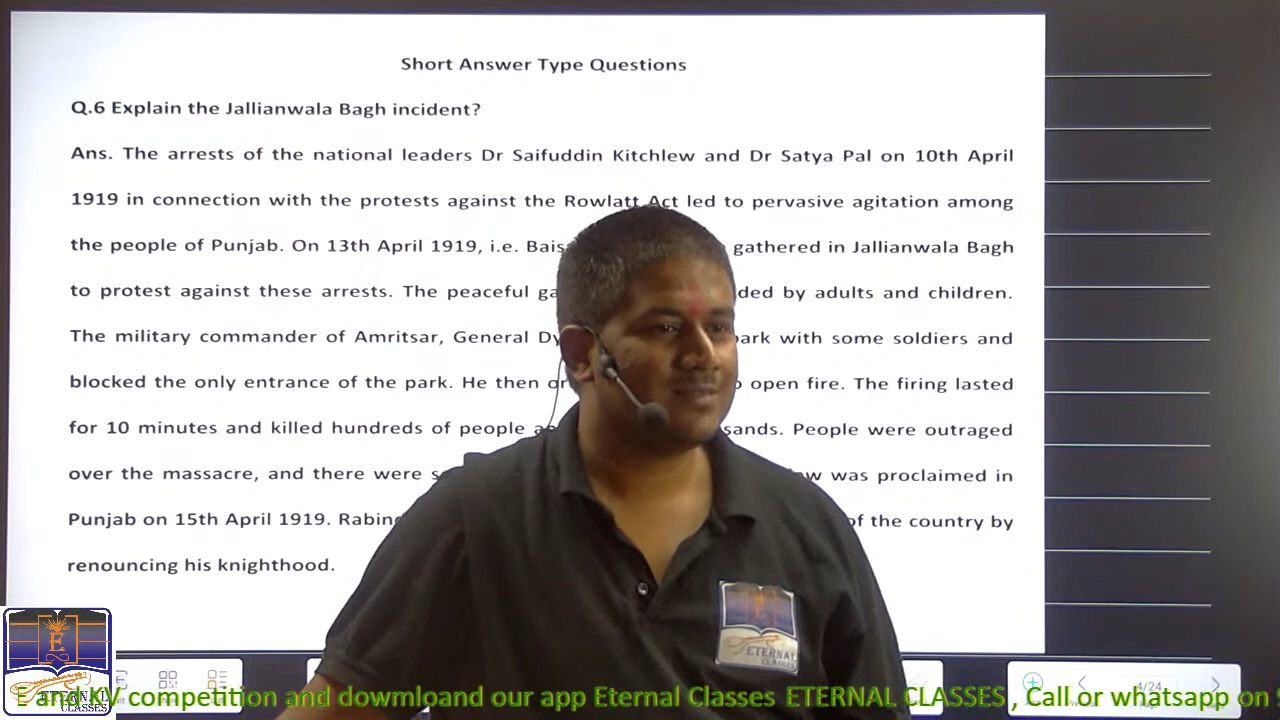 Short Answer Type Questions
Q.6 Explain the Jallianwala Bagh incident?
Ans. The arrests of the national leaders Dr Saifuddin Kitchlew and Dr Satya Pal on 10th April
1919 in connection with the protests against the Rowlatt Act led to pervasive agitation among
the people of Punjab. On 13th April 1919, i.e. gathered in Jallianwala Bagh
to protest against these arrests. The peaceful by adults and children.
The military commander of Amritsar, General with some soldiers and
blocked the only entrance of the park. He then open fire. The firing lasted
for 10 minutes and killed hundreds of people People were outraged
over the massacre, and there were was proclaimed in
Punjab on 15th April 1919. of the country by
renouncing his knighthood.
E
ETERNAL
CLASSES
ETERNAL
4/24
and KV competition and dowmloand our app Eternal Classes ETERNAL CLASSES , Call or whatsapp on